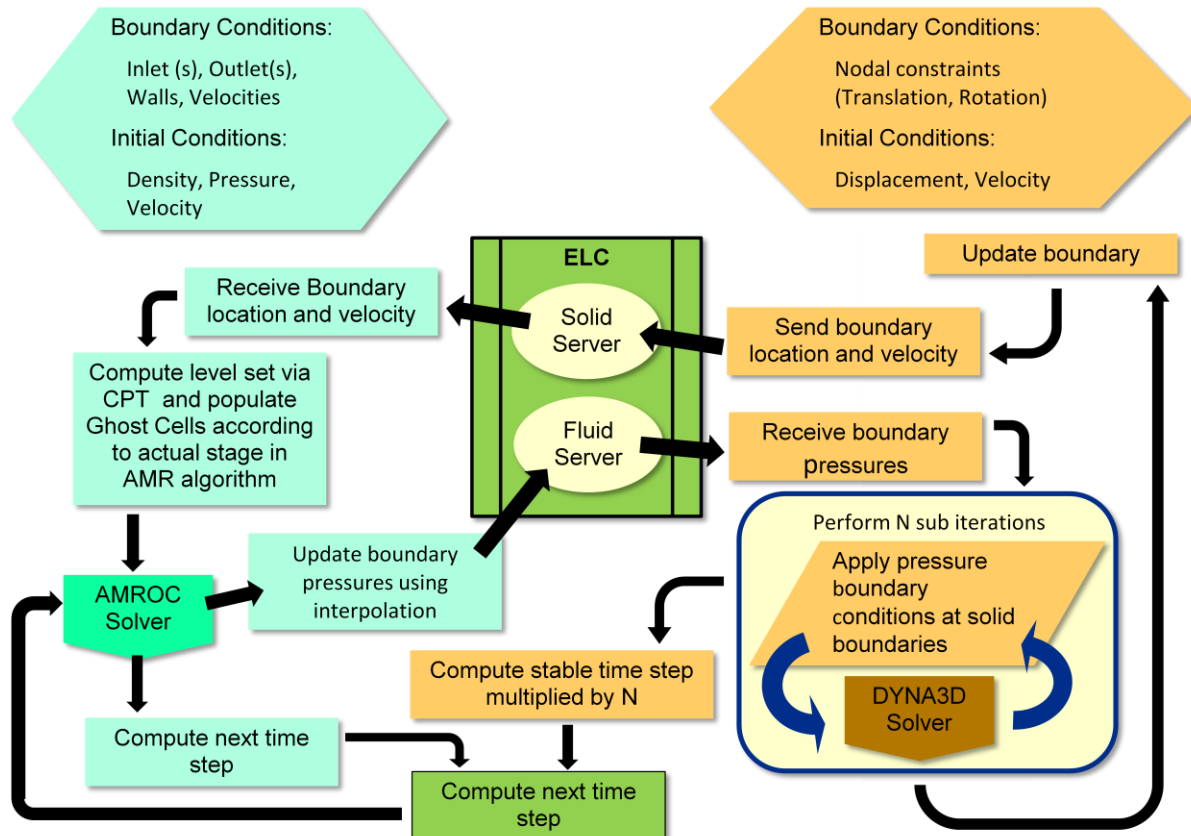 Boundary Conditions:
Inlet (s), Outlet(s),
Walls, Velocities
Initial Conditions:
Density, Pressure,
Velocity
Boundary Conditions:
Nodal constraints
(Translation, Rotation)
Initial Conditions:
Displacement, Velocity
ELC
Solid
Server
Fluid
Server
Update boundary
Receive Boundary
location and velocity
Send boundary
location and velocity
Compute level set via
CPT and populate
Ghost Cells according
to actual stage in
AMR algorithm
Receive boundary
pressures
Update boundary
pressures using
interpolation
AMROC
Solver
Perform N sub iterations
Apply pressure
boundary
conditions at solid
boundaries
DYNA3D
Solver
Compute stable time step
multiplied by N
Compute next time
step
Compute next time
step